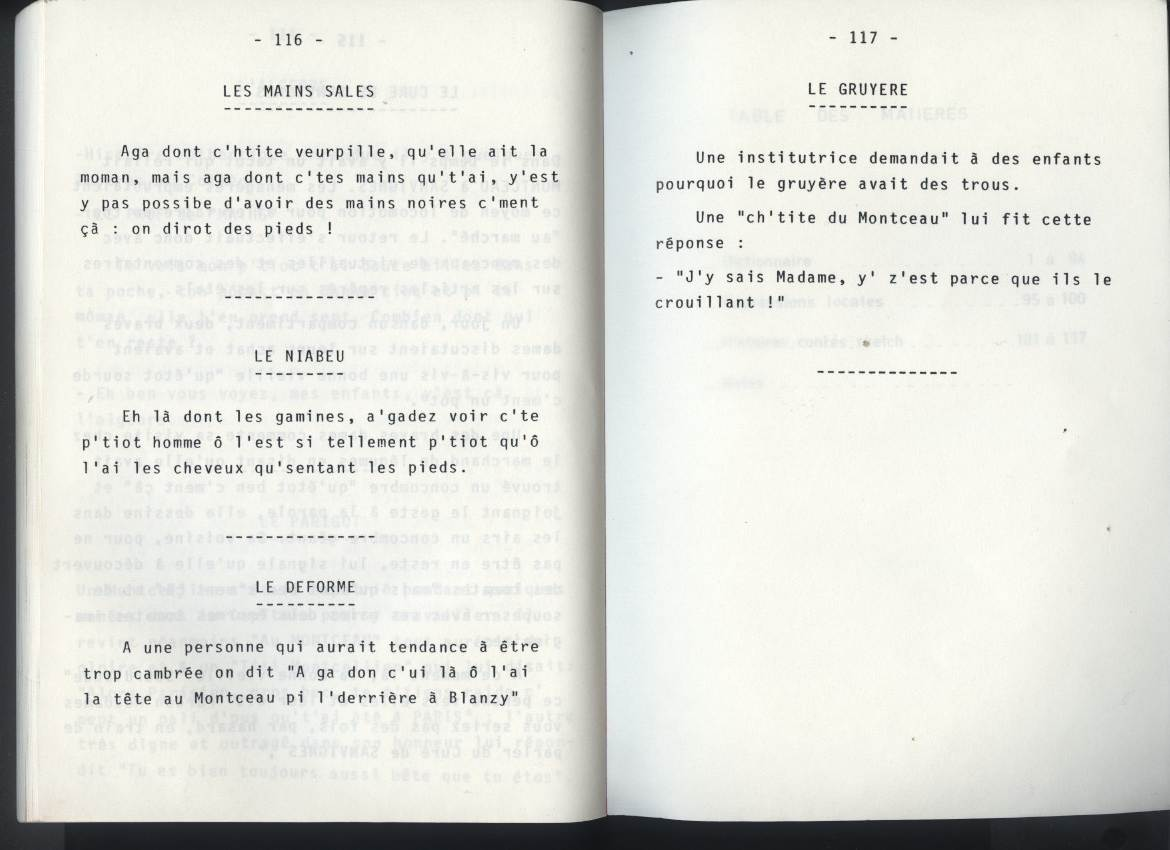 - 116 -
LES MAINS SALES
Aga dont c'htite veurpille, qu'elle ait la
moman, mais aga dont c'tes mains qu't'ai, y'est
y pas possibe d'avoir des mains noires c'ment
çà : on dirot des pieds !
LE NIABEU
Eh là dont les gamines, a'gadez voir c'te
p'tiot homme ô l'est si tellement p'tiot qu'ô
l'ai les cheveux qu'sentant les pieds.
LE DEFORME
A une personne qui aurait tendance à être
trop cambrée on dit "A ga don c'ui là ô l'ai
la tête au Montceau pi l'derrière à Blanzy"
- 117 -
LE GRUYERE
Une institutrice demandait à des enfants
pourquoi le gruyère avait des trous.
Une "ch'tite du Montceau" lui fit cette
réponse :
- "J'y sais Madame, y' z'est parce que ils le
crouillant !"